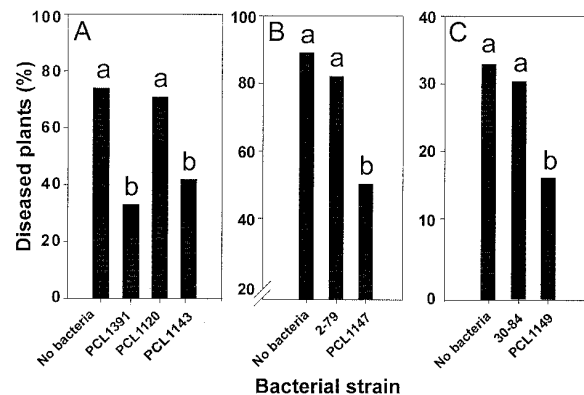 A
B
C
Diseased plants (%)
100
80
60
40
20
0
a
b
a
b
No bacteria
PCL1391
PCL1120
PCL1143
100
80
60
40
20
a
a
b
No bacteria
2-79
PCL1147
40
30
20
10
0
a
a
b
No bacteria
30-84
PCL1149
Bacterial strain